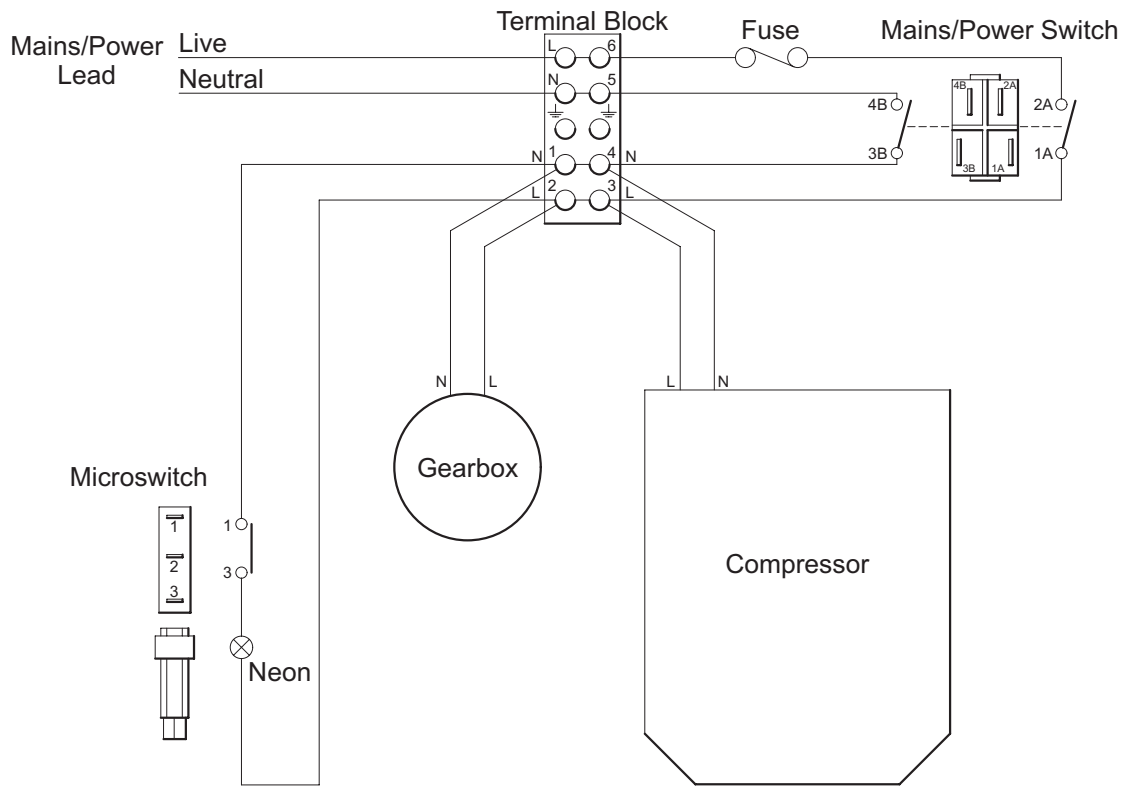 Terminal Block
Mains/Power
Lead
Live
Neutral
Fuse
Mains/Power Switch
L
6
N
5
N
1
4
N
L
2
3
L
4B
3B
4B
2A
3B
1A
2A
1A
N
L
Gearbox
L
N
Compressor
Microswitch
1
2
3
1
3
Neon